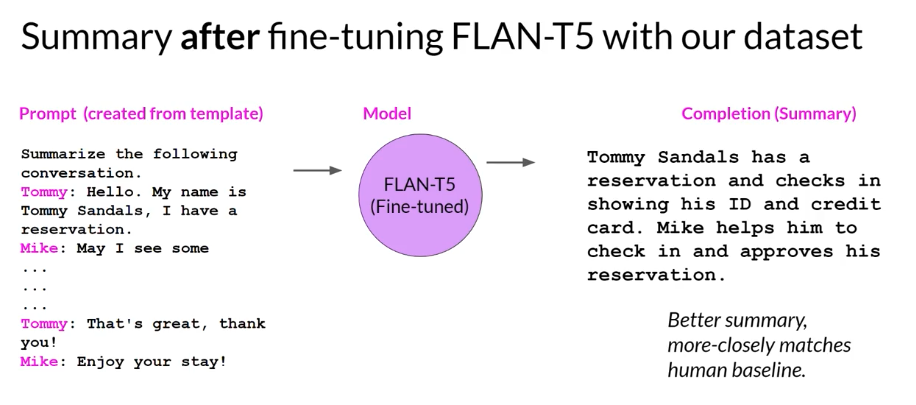 Summary after fine-tuning FLAN-T5 with our dataset
Prompt (created from template)
Summarize the following
conversation.
Tommy: Hello. My name is
Tommy Sandals, I have a
reservation.
Mike: May I see some
...
...
...
Tommy: That's great, thank
you!
Mike: Enjoy your stay!
Model
FLAN-T5
(Fine-tuned)
Completion (Summary)
Tommy Sandals has a
reservation and checks in
showing his ID and credit
card. Mike helps him to
check in and approves his
reservation.
Better summary,
more-closely matches
human baseline.